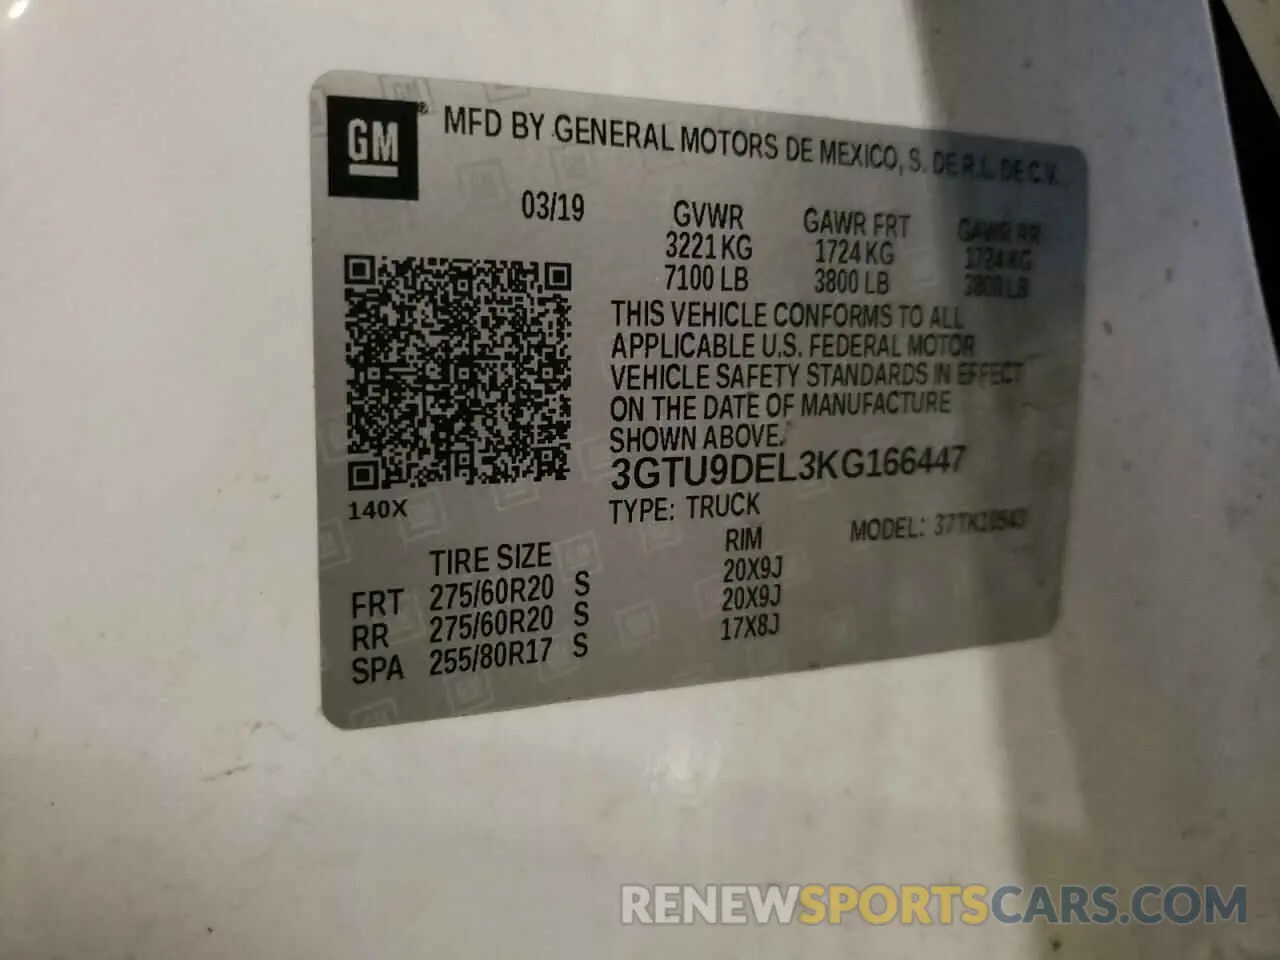 GM® MFD BY GENERAL MOTORS DE MEXICO, S. DE R.L. DE C.V.
03/19
GVWR GAWR FRT GAWR RR
3221 KG 1724 KG 1724 KG
7100 LB 3800 LB 3800 LB
THIS VEHICLE CONFORMS TO ALL
APPLICABLE U.S. FEDERAL MOTOR
VEHICLE SAFETY STANDARDS IN EFFECT
ON THE DATE OF MANUFACTURE
SHOWN ABOVE.
3GTU9DEL3KG166447
140X
TYPE: TRUCK
MODEL: 37TK10543
TIRE SIZE RIM
FRT 275/60R20 S 20X9J
RR 275/60R20 S 20X9J
SPA 255/80R17 S 17X8J
RENEWSPORTSCARS.COM